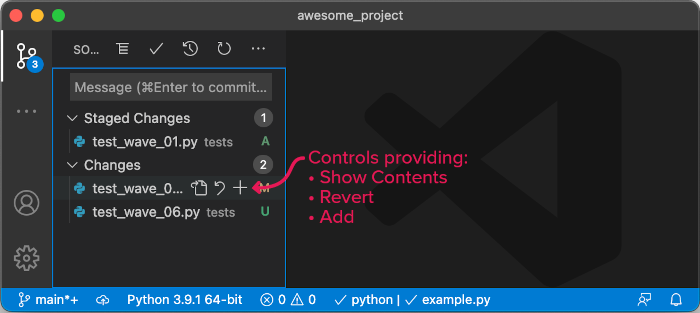 awesome_project
SO...
3
Message (⌘Enter to commit...
Staged Changes 1
test_wave_01.py tests A
Changes 2
test_wave_0... M
test_wave_06.py tests U
Controls providing:
• Show Contents
• Revert
• Add
main*+ Python 3.9.1 64-bit 0 0 python | example.py